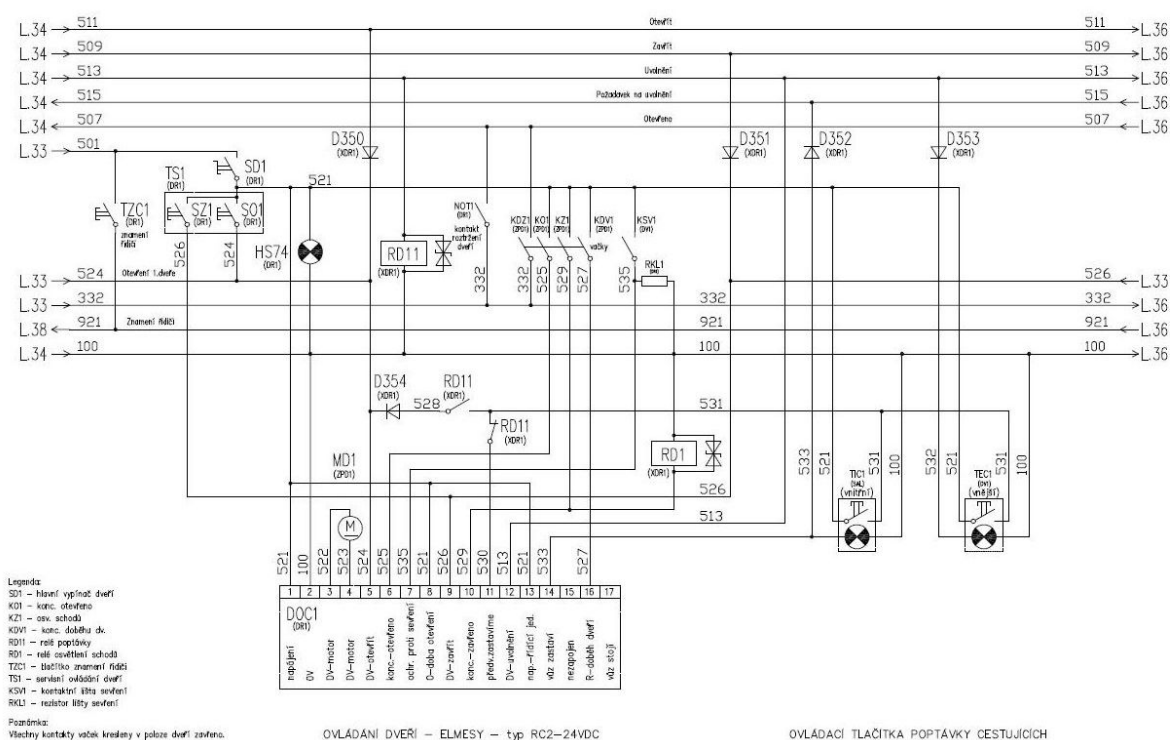 L.34 511 Otevřít 511 L.36
L.34 509 Zavřít 509 L.36
L.34 513 Uvolnění 513 L.36
L.34 515 Požadavek na uvolnění 515 L.36
L.34 507 Otevřeno 507 L.36
L.33 501
D350 (XDR1)
D351 (XDR1)
D352 (XDR1)
D353 (XDR1)
TS1 (DR1)
SD1 (DR1)
521
TZC1 (DR1)
znamení řidiči
SZ1 (DR1)
SO1 (DR1)
526
524
HS74 (DR1)
RD11 (XDR1)
NOT1 (DR1)
kontakt roztržení dveří
KDZ1 (ZPD1)
KO1 (ZPD1)
KZ1 (ZPD1)
KDV1 (ZPD1)
vačky
KSV1 (DV1)
RKL1
332
332
525
529
527
535
L.33 524 Otevření 1.dveře 526 L.33
L.33 332 332 332 L.36
L.38 921 Znamení řidiči 921 921 L.36
L.34 100 100 100 L.36
D354 (XDR1)
528
RD11 (XDR1)
531
RD11 (XDR1)
MD1 (ZPD1)
M
RD1 (XDR1)
526
513
533
521
TIC1
(vnitřní)
531
100
532
521
TEC1 (DV1)
(vnější)
531
100
521 100 522 523 524 525 535 521 526 529 530 513 521 533 527
1 2 3 4 5 6 7 8 9 10 11 12 13 14 15 16 17
DOC1 (DR1)
napájení
0V
DV-motor
DV-motor
DV-otevřít
konc.-otevřeno
ochr. proti sevření
O-doba otevření
DV-zavřít
konc.-zavřeno
předv.zastavíme
DV-uvolnění
nap.-řídící jed.
vůz zastaví
nezapojen
R-doběh dveří
vůz stojí
Legenda:
SD1 - hlavní vypínač dveří
KO1 - konc. otevřeno
KZ1 - osv. schodů
KDV1 - konc. doběhu dv.
RD11 - relé poptávky
RD1 - relé osvětlení schodů
TZC1 - tlačítko znamení řidiči
TS1 - servisní ovládání dveří
KSV1 - kontaktní lišta sevření
RKL1 - rezistor lišty sevření
Poznámka:
Všechny kontakty vaček kresleny v poloze dveří zavřeno.
OVLÁDÁNÍ DVEŘÍ - ELMESY - typ RC2-24VDC
OVLÁDACÍ TLAČÍTKA POPTÁVKY CESTUJÍCÍCH